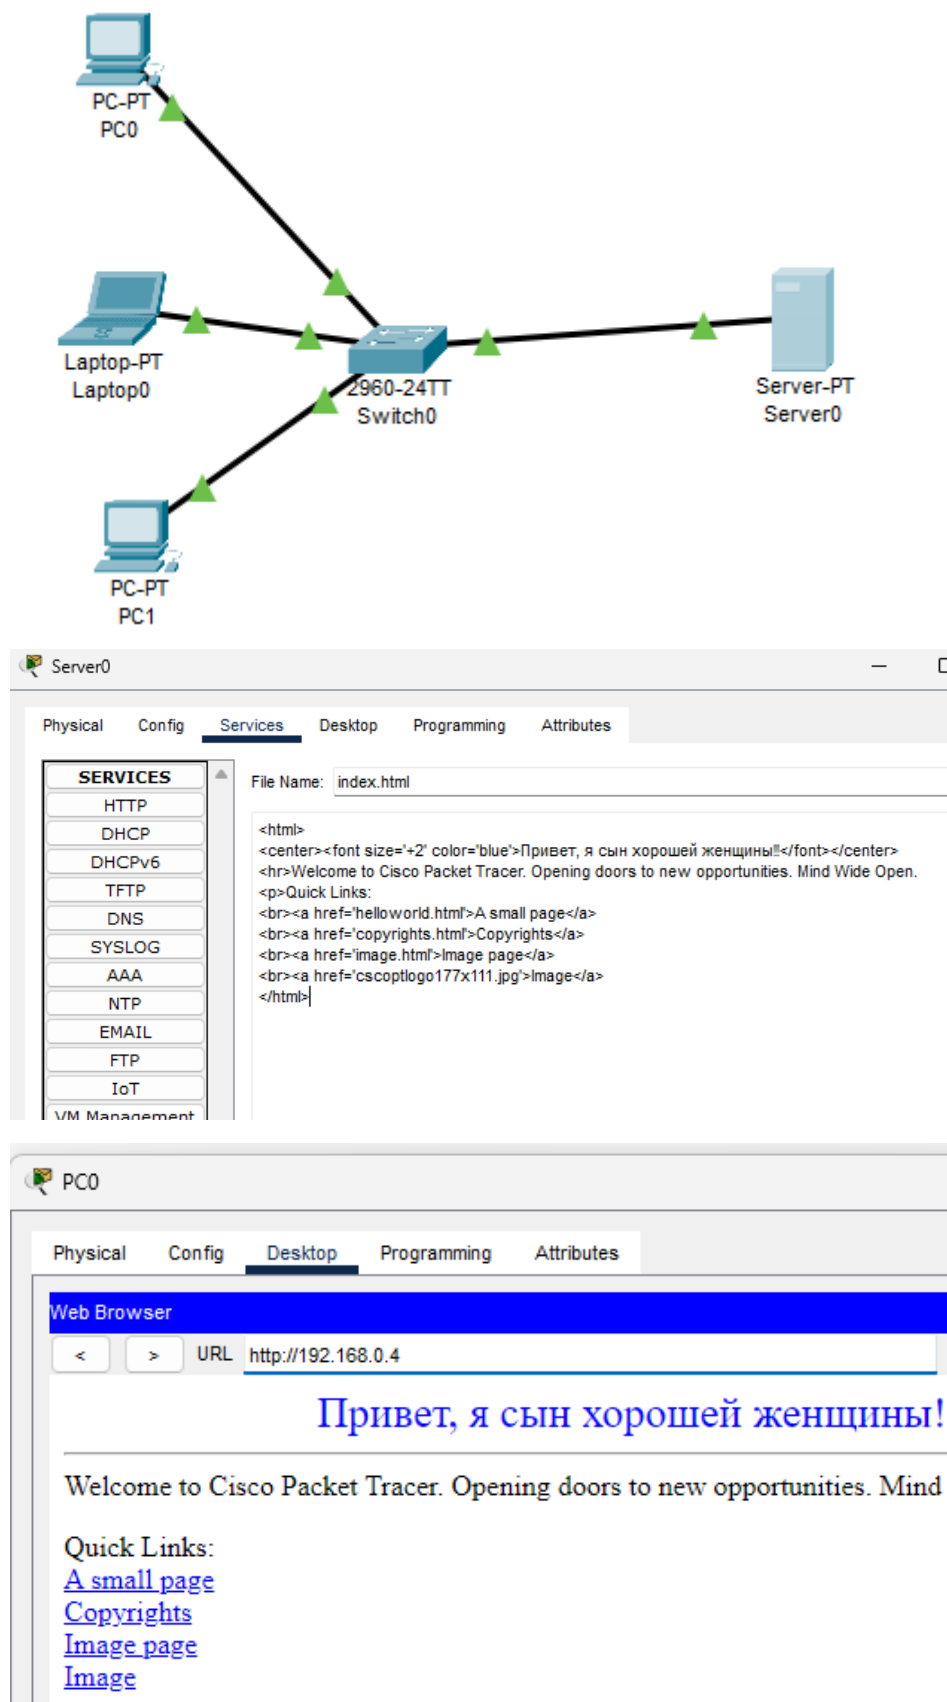 PC-PT
PC0
Laptop-PT
Laptop0
2960-24TT
Switch0
Server-PT
Server0
PC-PT
PC1
Server0
Physical Config Services Desktop Programming Attributes
SERVICES
HTTP
DHCP
DHCPv6
TFTP
DNS
SYSLOG
AAA
NTP
EMAIL
FTP
IoT
VM Management
File Name: index.html
<html>
<center><font size='+2' color='blue'>Привет, я сын хорошей женщины!!</font></center>
<hr>Welcome to Cisco Packet Tracer. Opening doors to new opportunities. Mind Wide Open.
<p>Quick Links:
<br><a href='helloworld.html'>A small page</a>
<br><a href='copyrights.html'>Copyrights</a>
<br><a href='image.html'>Image page</a>
<br><a href='cscoptlogo177x111.jpg'>Image</a>
</html>
PC0
Physical Config Desktop Programming Attributes
Web Browser
< > URL http://192.168.0.4
Привет, я сын хорошей женщины!
Welcome to Cisco Packet Tracer. Opening doors to new opportunities. Mind
Quick Links:
A small page
Copyrights
Image page
Image